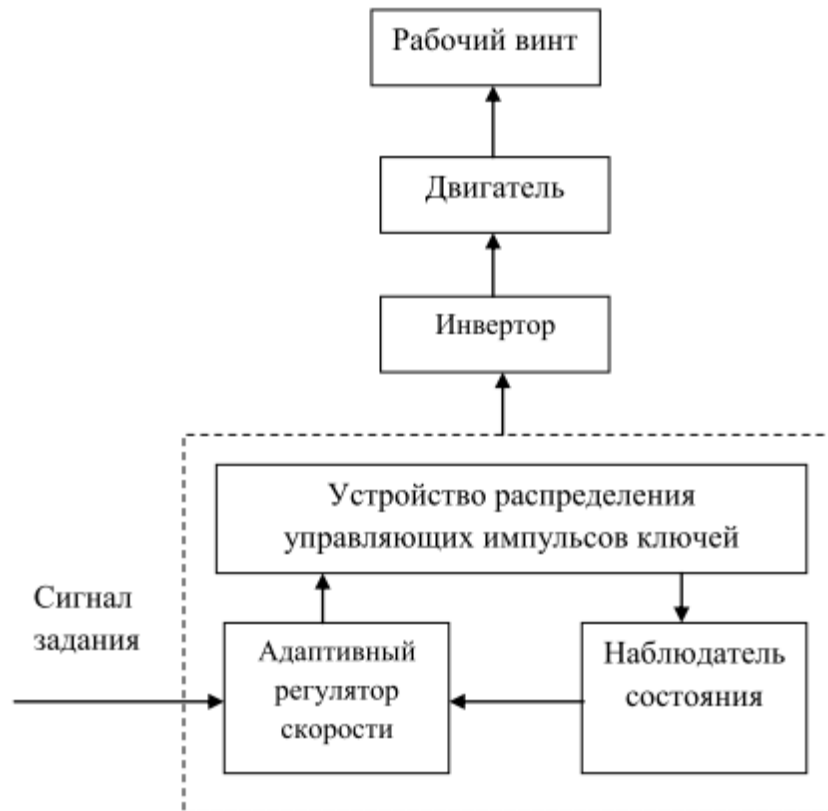 Рабочий винт
Двигатель
Инвертор
Устройство распределения
управляющих импульсов ключей
Сигнал
задания
Адаптивный
регулятор
скорости
Наблюдатель
состояния